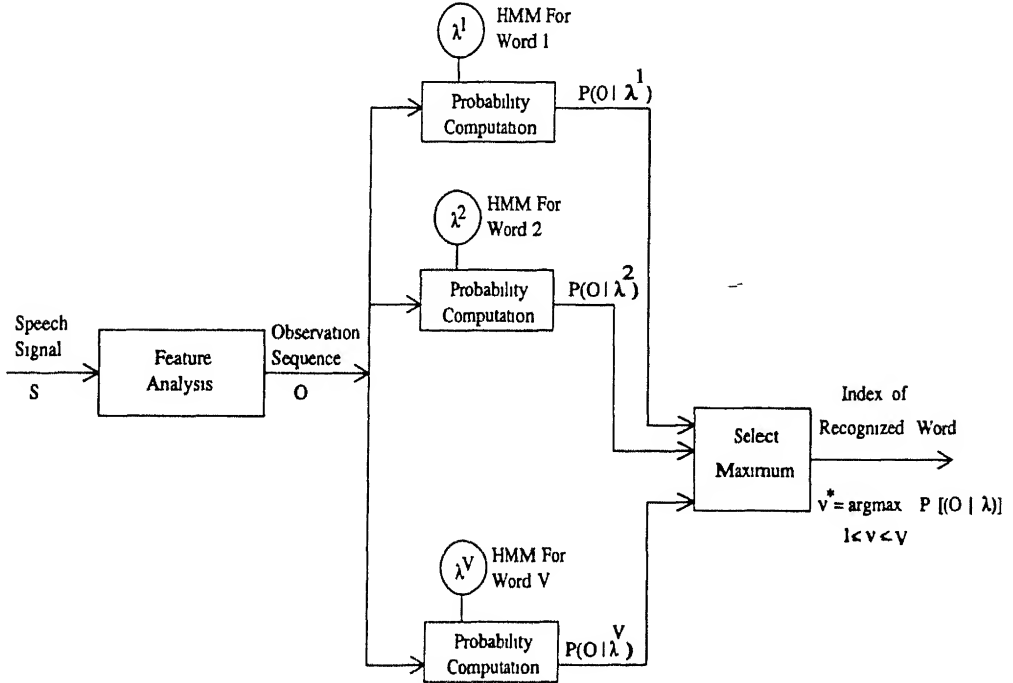 λ¹
HMM For
Word 1
Probability
Computation
P(O | λ¹)
λ²
HMM For
Word 2
Probability
Computation
P(O | λ²)
Speech
Signal
S
Feature
Analysis
Observation
Sequence
O
Select
Maximum
Index of
Recognized Word
v* = argmax P [(O | λ)]
1 ≤ v ≤ V
λⱽ
HMM For
Word V
Probability
Computation
P(O | λⱽ)